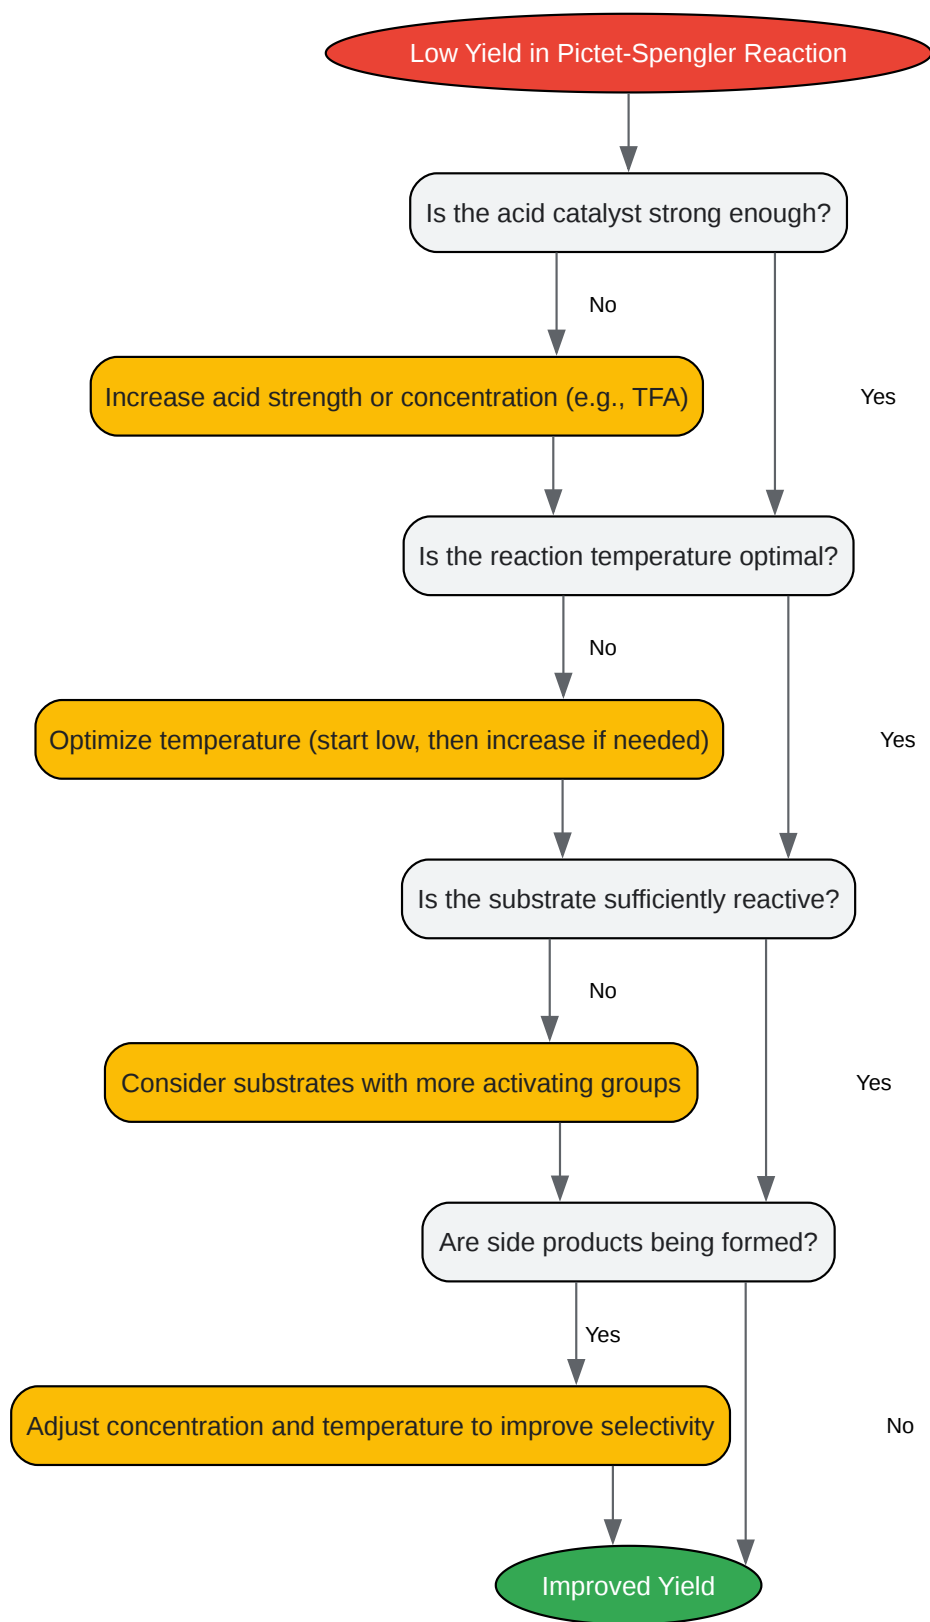 Low Yield in Pictet-Spengler Reaction
Is the acid catalyst strong enough?
No
Increase acid strength or concentration (e.g., TFA)
Yes
Is the reaction temperature optimal?
No
Optimize temperature (start low, then increase if needed)
Yes
Is the substrate sufficiently reactive?
No
Consider substrates with more activating groups
Yes
Are side products being formed?
Yes
Adjust concentration and temperature to improve selectivity
No
Improved Yield